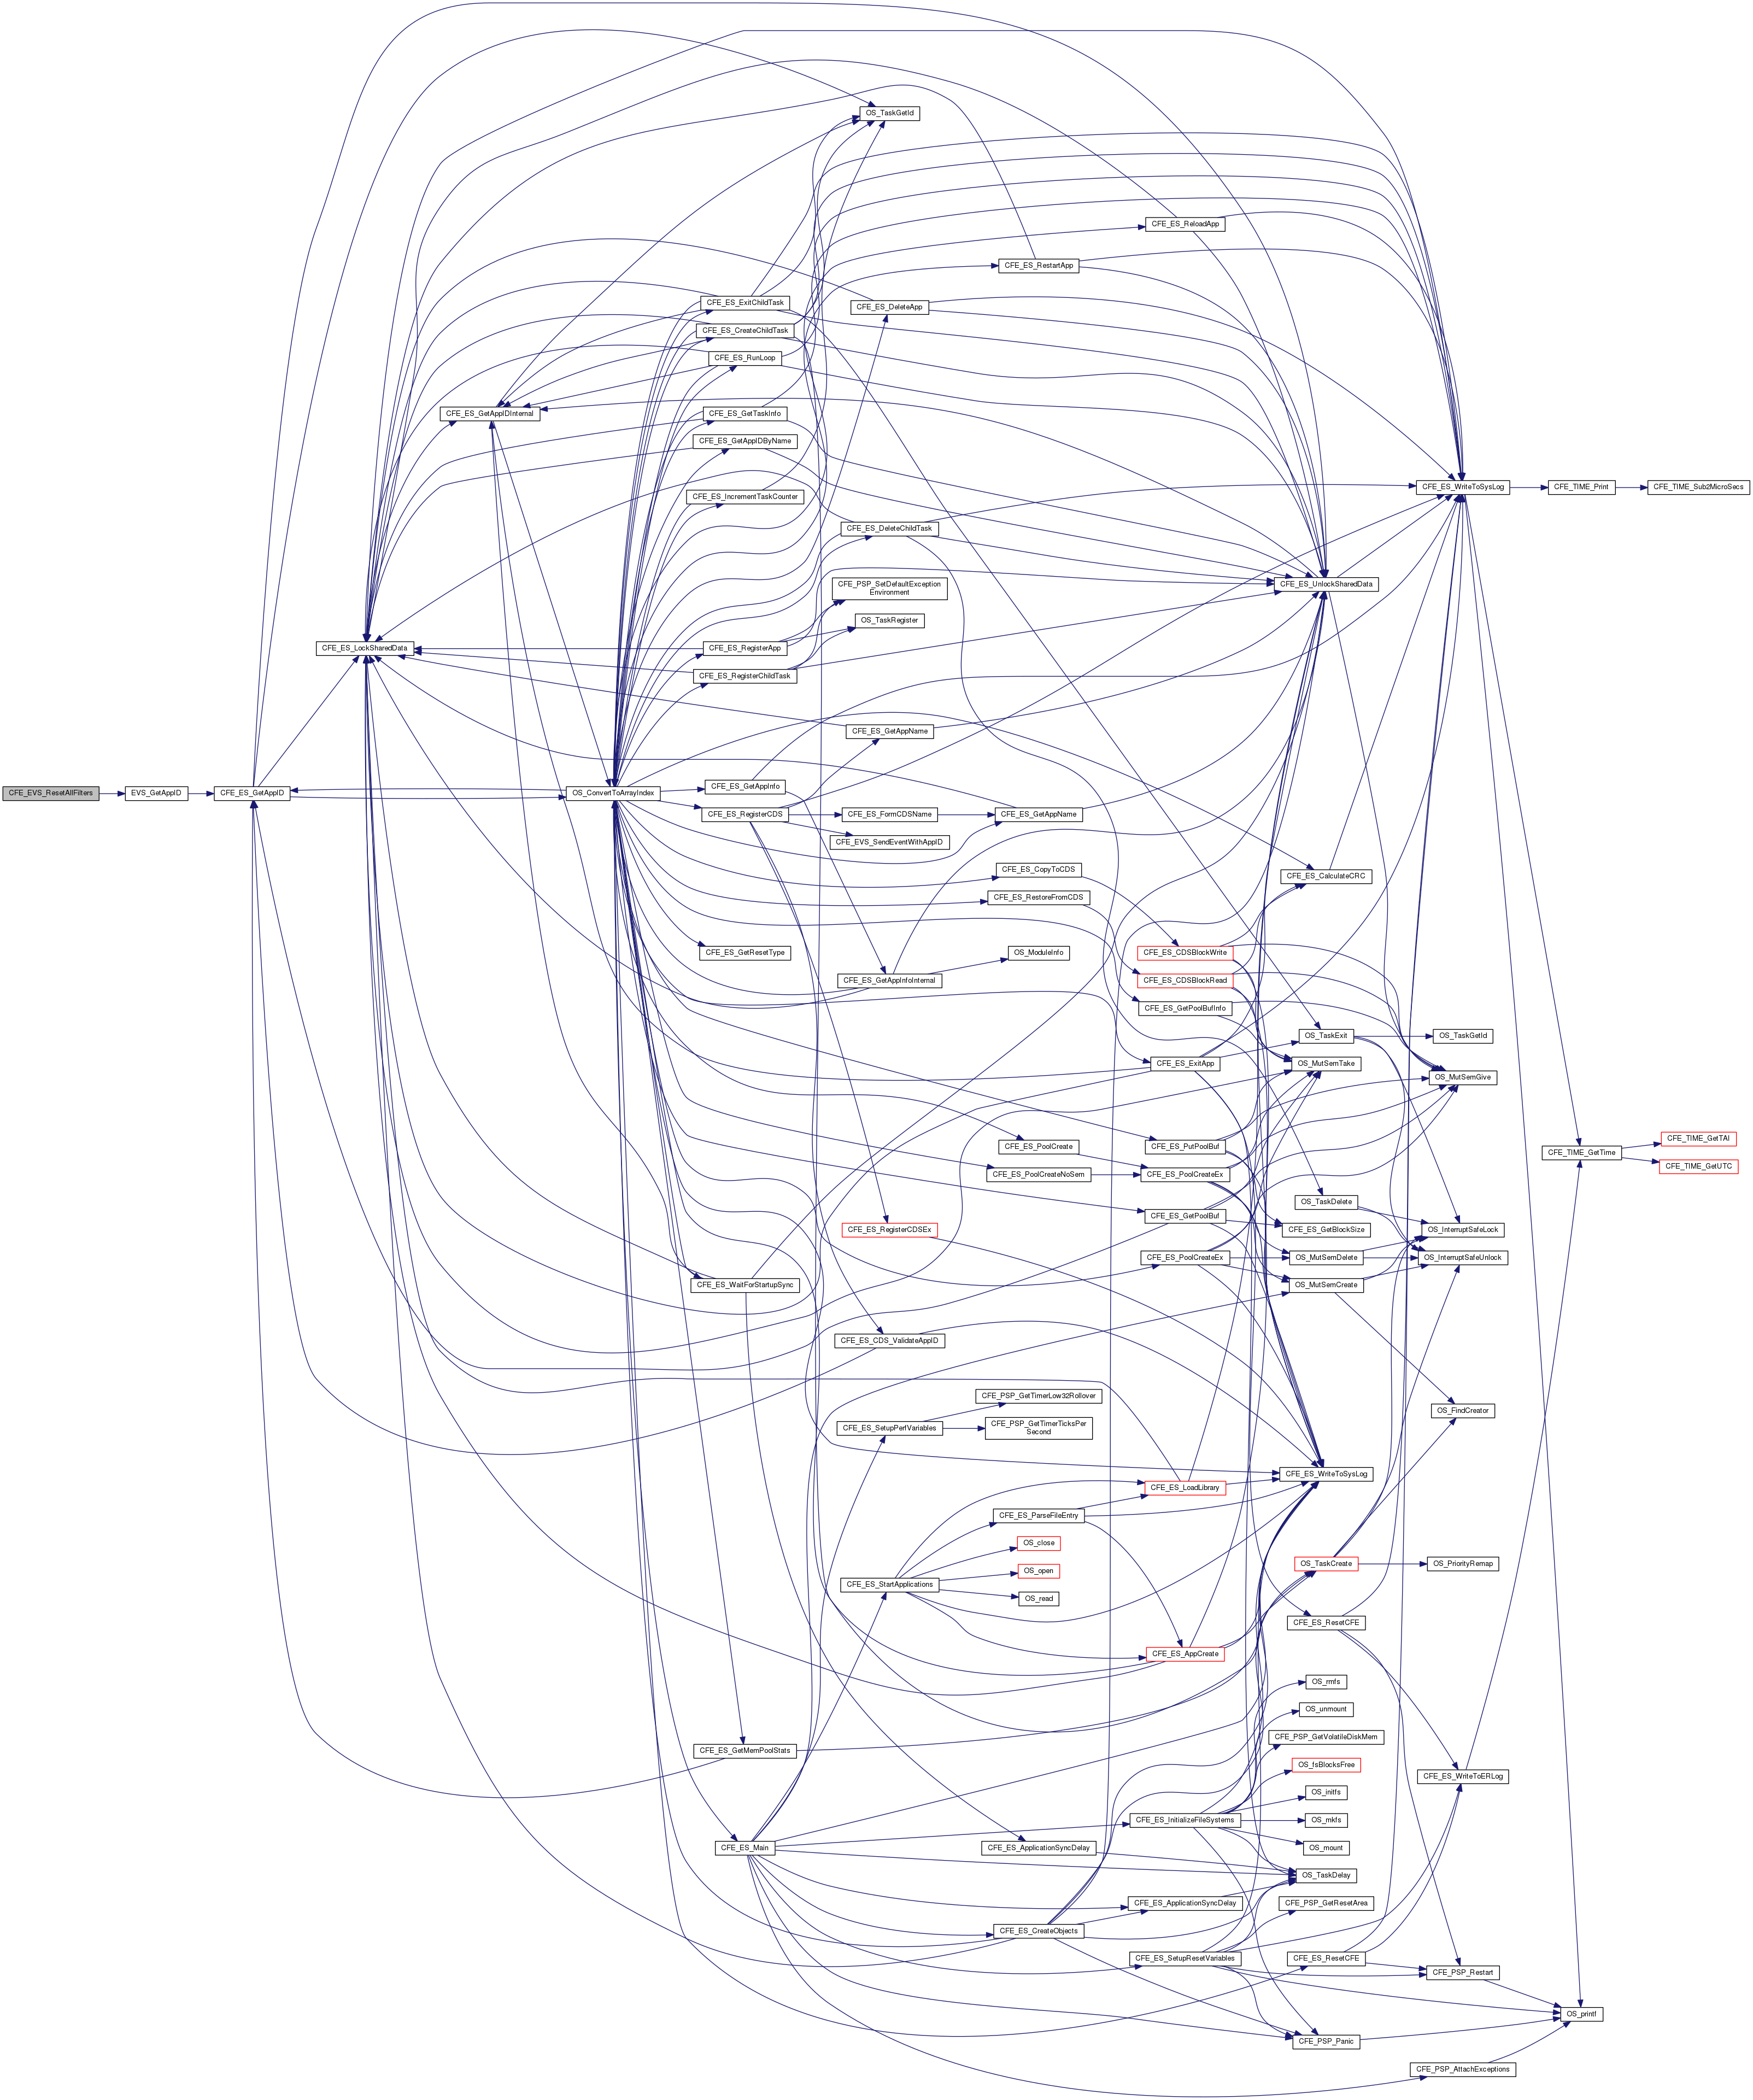 OS_TaskGetId
CFE_ES_ReloadApp
CFE_ES_RestartApp
CFE_ES_ExitChildTask
CFE_ES_DeleteApp
CFE_ES_CreateChildTask
CFE_ES_RunLoop
CFE_ES_GetAppIDInternal
CFE_ES_GetTaskInfo
CFE_ES_GetAppIDByName
CFE_ES_WriteToSysLog
CFE_TIME_Print
CFE_TIME_Sub2MicroSecs
CFE_ES_IncrementTaskCounter
CFE_ES_DeleteChildTask
CFE_ES_UnlockSharedData
CFE_PSP_SetDefaultException
Environment
OS_TaskRegister
CFE_ES_LockSharedData
CFE_ES_RegisterApp
CFE_ES_RegisterChildTask
CFE_ES_GetAppName
CFE_EVS_ResetAllFilters
EVS_GetAppID
CFE_ES_GetAppID
OS_ConvertToArrayIndex
CFE_ES_GetAppInfo
CFE_ES_RegisterCDS
CFE_ES_FormCDSName
CFE_ES_GetAppName
CFE_EVS_SendEventWithAppID
CFE_ES_CopyToCDS
CFE_ES_CalculateCRC
CFE_ES_RestoreFromCDS
CFE_ES_GetResetType
CFE_ES_CDSBlockWrite
OS_ModuleInfo
CFE_ES_GetAppInfoInternal
CFE_ES_CDSBlockRead
CFE_ES_GetPoolBufInfo
OS_TaskExit
OS_TaskGetId
CFE_ES_ExitApp
OS_MutSemTake
OS_MutSemGive
CFE_ES_PoolCreate
CFE_ES_PutPoolBuf
CFE_TIME_GetTime
CFE_TIME_GetTAI
CFE_TIME_GetUTC
CFE_ES_PoolCreateNoSem
CFE_ES_PoolCreateEx
OS_TaskDelete
CFE_ES_GetPoolBuf
CFE_ES_RegisterCDSEx
CFE_ES_GetBlockSize
OS_InterruptSafeLock
CFE_ES_PoolCreateEx
OS_MutSemDelete
OS_InterruptSafeUnlock
CFE_ES_WaitForStartupSync
OS_MutSemCreate
CFE_ES_CDS_ValidateAppID
CFE_PSP_GetTimerLow32Rollover
OS_FindCreator
CFE_ES_SetupPerfVariables
CFE_PSP_GetTimerTicksPer
Second
CFE_ES_WriteToSysLog
CFE_ES_LoadLibrary
CFE_ES_ParseFileEntry
OS_close
OS_TaskCreate
OS_PriorityRemap
OS_open
CFE_ES_StartApplications
OS_read
CFE_ES_ResetCFE
CFE_ES_AppCreate
OS_rmfs
OS_unmount
CFE_PSP_GetVolatileDiskMem
CFE_ES_GetMemPoolStats
OS_fsBlocksFree
CFE_ES_WriteToERLog
OS_initfs
CFE_ES_InitializeFileSystems
OS_mkfs
CFE_ES_Main
CFE_ES_ApplicationSyncDelay
OS_mount
OS_TaskDelay
CFE_ES_ApplicationSyncDelay
CFE_PSP_GetResetArea
CFE_ES_CreateObjects
CFE_ES_SetupResetVariables
CFE_ES_ResetCFE
CFE_PSP_Restart
OS_printf
CFE_PSP_Panic
CFE_PSP_AttachExceptions